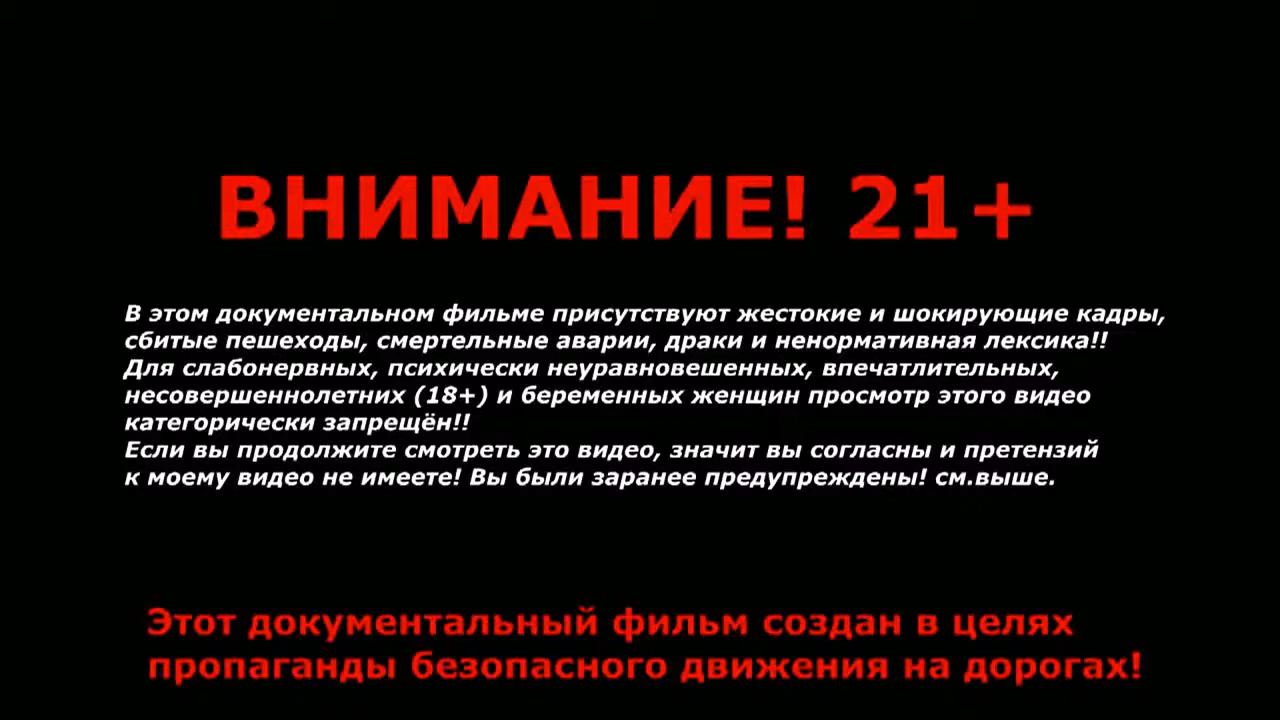 ВНИМАНИЕ! 21+
В этом документальном фильме присутствуют жестокие и шокирующие кадры,
сбитые пешеходы, смертельные аварии, драки и ненормативная лексика!!
Для слабонервных, психически неуравновешенных, впечатлительных,
несовершеннолетних (18+) и беременных женщин просмотр этого видео
категорически запрещён!!
Если вы продолжите смотреть это видео, значит вы согласны и претензий
к моему видео не имеете! Вы были заранее предупреждены! см.выше.
Этот документальный фильм создан в целях
пропаганды безопасного движения на дорогах!